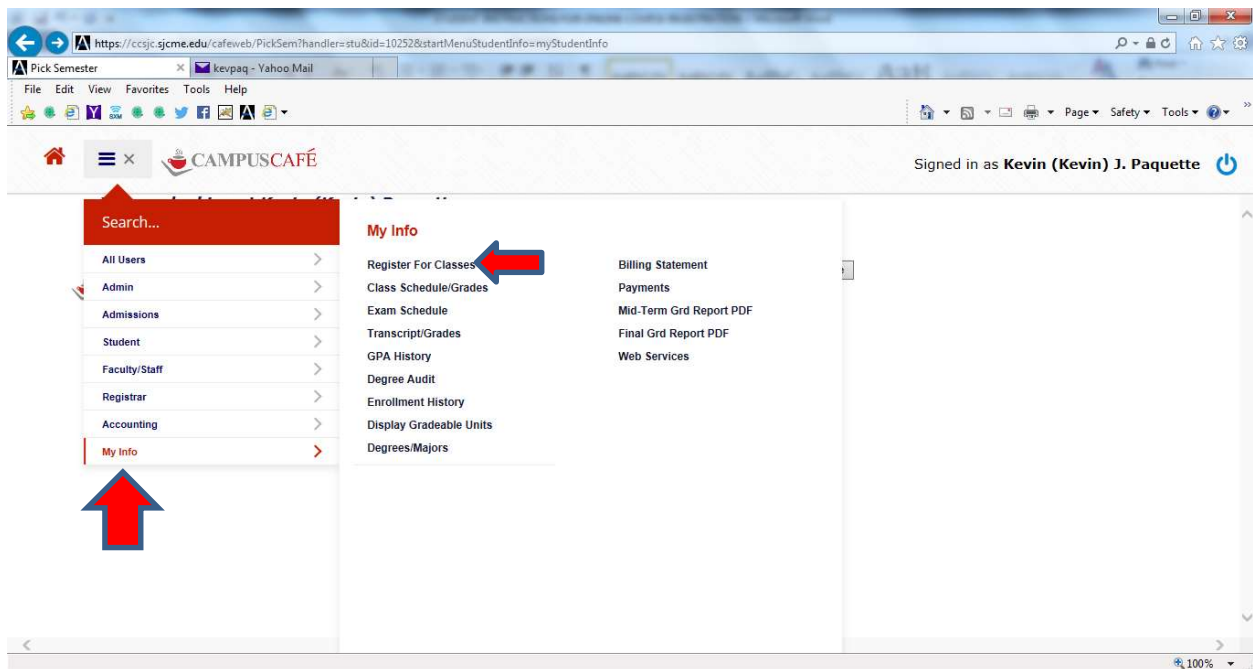 https://ccsjc.sjcme.edu/cafeweb/PickSem?handler=stu&id=10252&startMenuStudentInfo=myStudentInfo
Pick Semester
kevpaq - Yahoo Mail
File Edit View Favorites Tools Help
Page Safety Tools
CAMPUSCAFÉ
Signed in as Kevin (Kevin) J. Paquette
Search...
All Users
Admin
Admissions
Student
Faculty/Staff
Registrar
Accounting
My Info
My Info
Register For Classes
Class Schedule/Grades
Exam Schedule
Transcript/Grades
GPA History
Degree Audit
Enrollment History
Display Gradeable Units
Degrees/Majors
Billing Statement
Payments
Mid-Term Grd Report PDF
Final Grd Report PDF
Web Services
100%